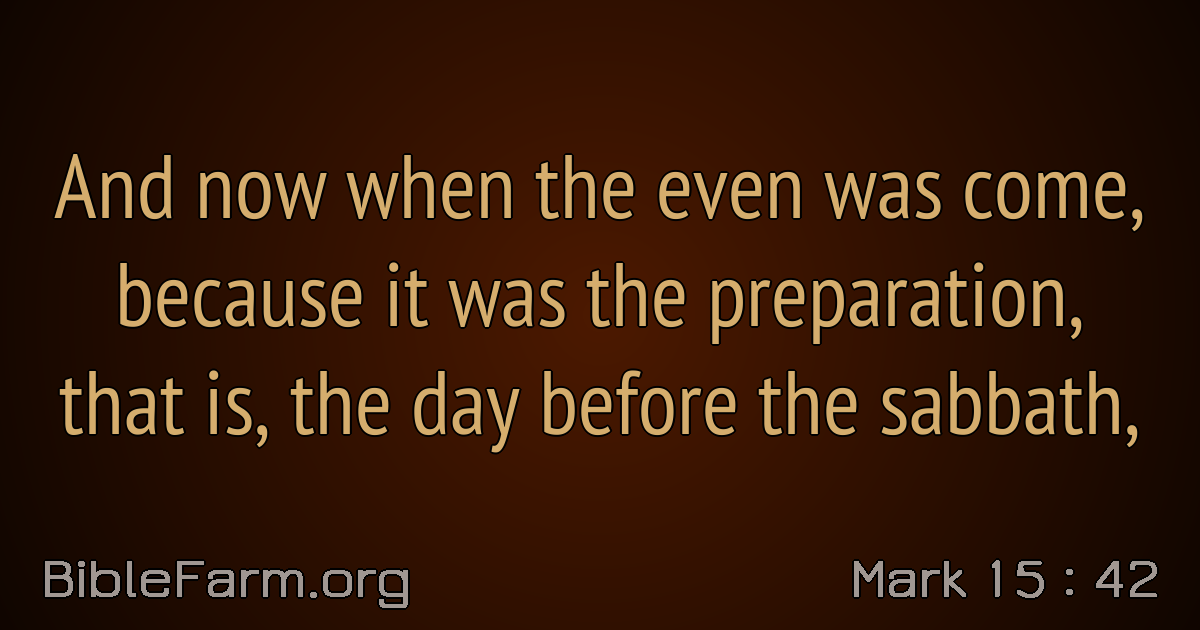 And now when the even was come,
because it was the preparation,
that is, the day before the sabbath,
BibleFarm.org
Mark 15 : 42